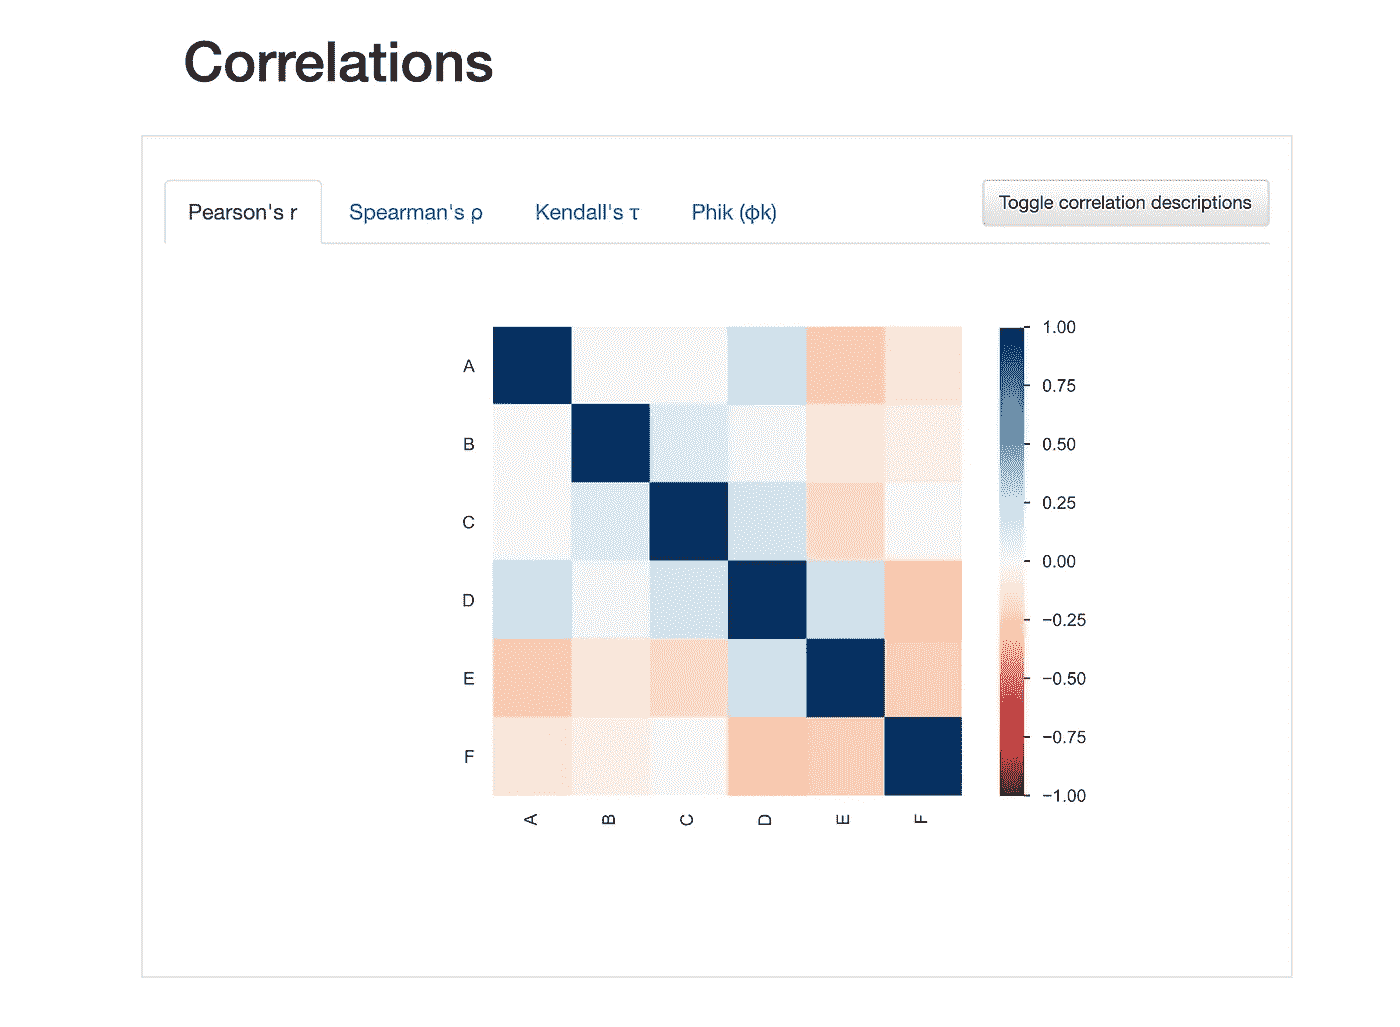 Correlations
Pearson's r
Spearman's ρ
Kendall's τ
Phik (φk)
Toggle correlation descriptions
A
B
C
D
E
F
A
B
C
D
E
F
1.00
0.75
0.50
0.25
0.00
−0.25
−0.50
−0.75
−1.00